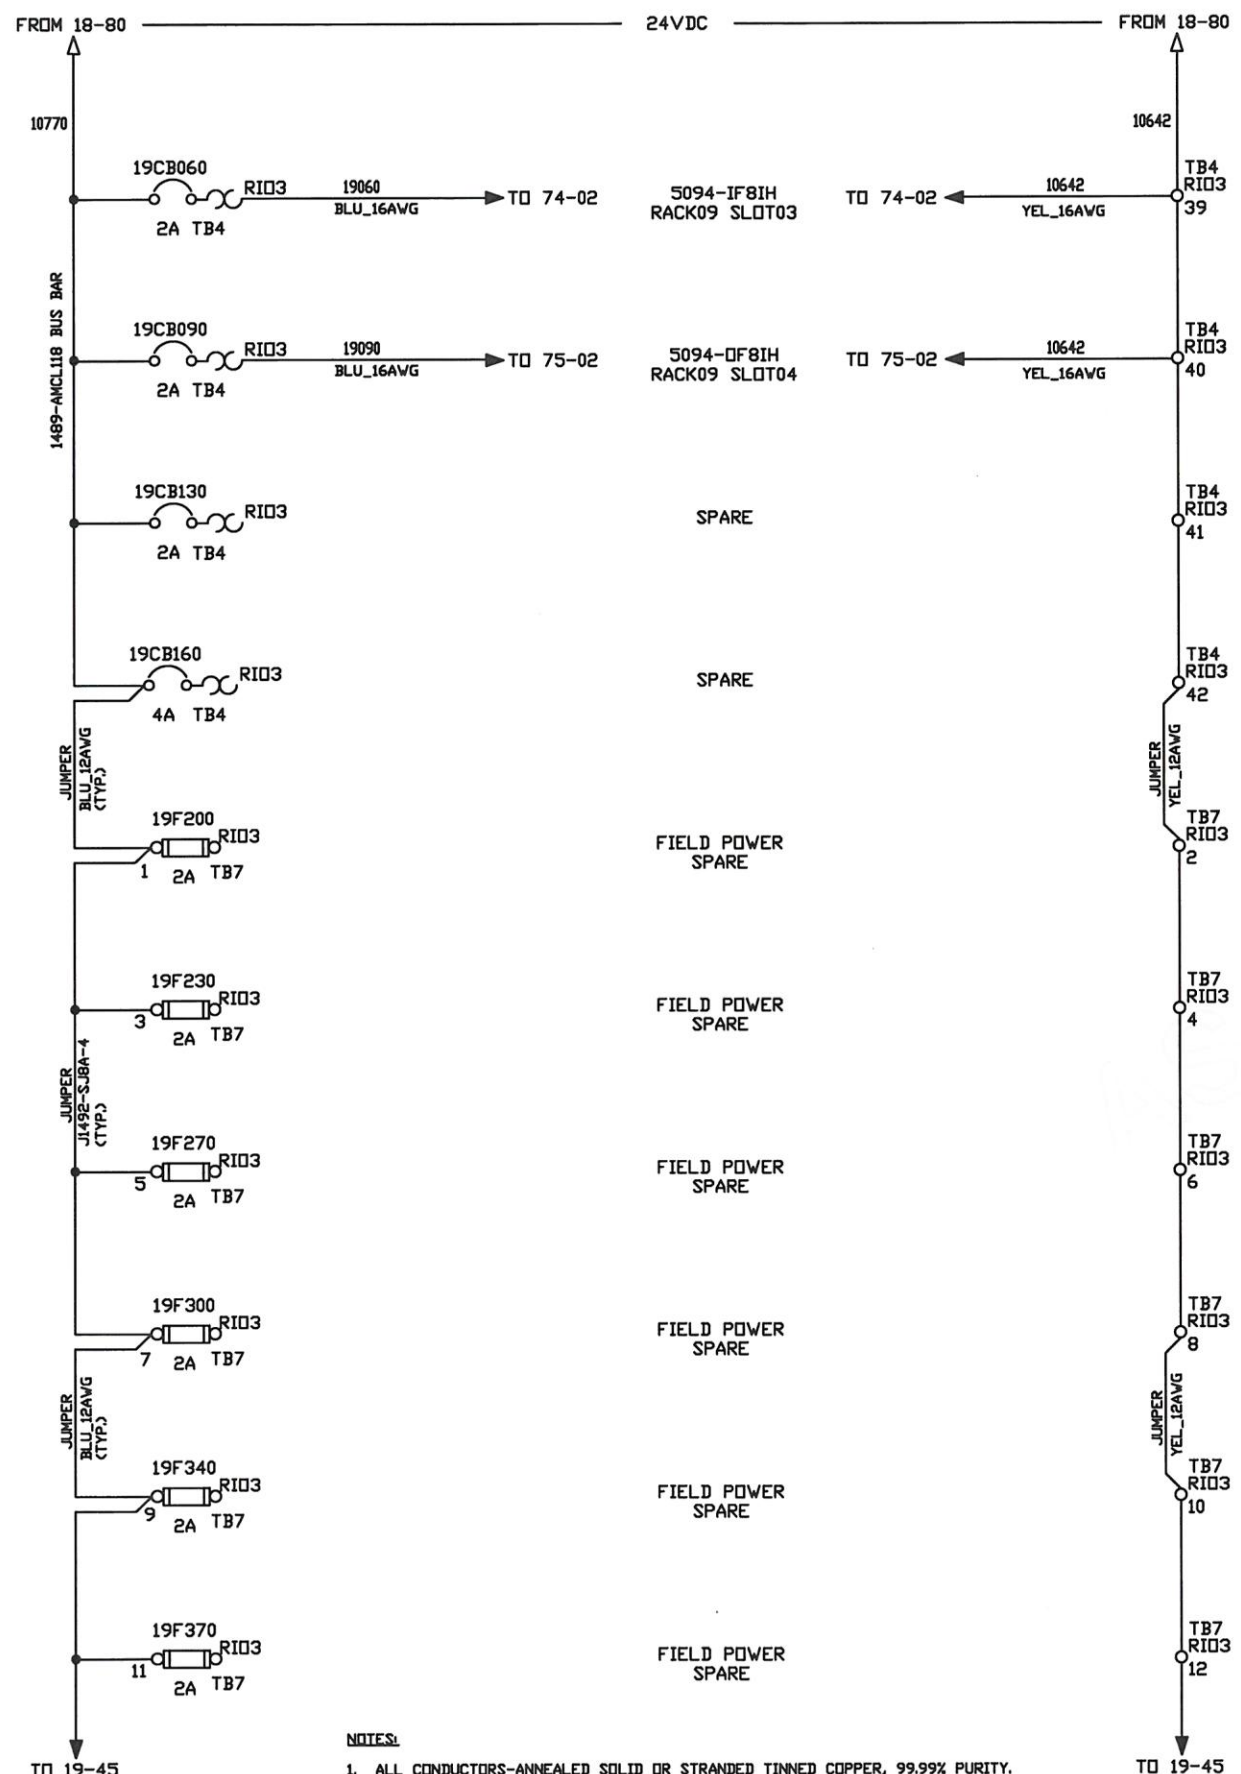 FROM 18-80 24VDC FROM 18-80
10770 10642
19CB060 TB4
RIO3 19060 5094-IF8IH 10642 RIO3
BLU_16AWG TO 74-02 RACK09 SLOT03 TO 74-02 YEL_16AWG 39
2A TB4
1489-AMCL118 BUS BAR
19CB090 TB4
RIO3 19090 5094-OF8IH 10642 RIO3
BLU_16AWG TO 75-02 RACK09 SLOT04 TO 75-02 YEL_16AWG 40
2A TB4
19CB130 TB4
RIO3 SPARE RIO3
2A TB4 41
19CB160 TB4
RIO3 SPARE RIO3
4A TB4 42
JUMPER JUMPER
BLU_12AWG YEL_12AWG
(TYP.)
19F200 TB7
RIO3 FIELD POWER RIO3
1 2A TB7 SPARE 2
19F230 TB7
RIO3 FIELD POWER RIO3
3 2A TB7 SPARE 4
JUMPER
J1492-SJ8A-4
(TYP.)
19F270 TB7
RIO3 FIELD POWER RIO3
5 2A TB7 SPARE 6
19F300 TB7
RIO3 FIELD POWER RIO3
7 2A TB7 SPARE 8
JUMPER JUMPER
BLU_12AWG YEL_12AWG
(TYP.)
19F340 TB7
RIO3 FIELD POWER RIO3
9 2A TB7 SPARE 10
19F370 TB7
RIO3 FIELD POWER RIO3
11 2A TB7 SPARE 12
NOTES:
TO 19-45 1. ALL CONDUCTORS-ANNEALED SOLID OR STRANDED TINNED COPPER, 99.99% PURITY. TO 19-45